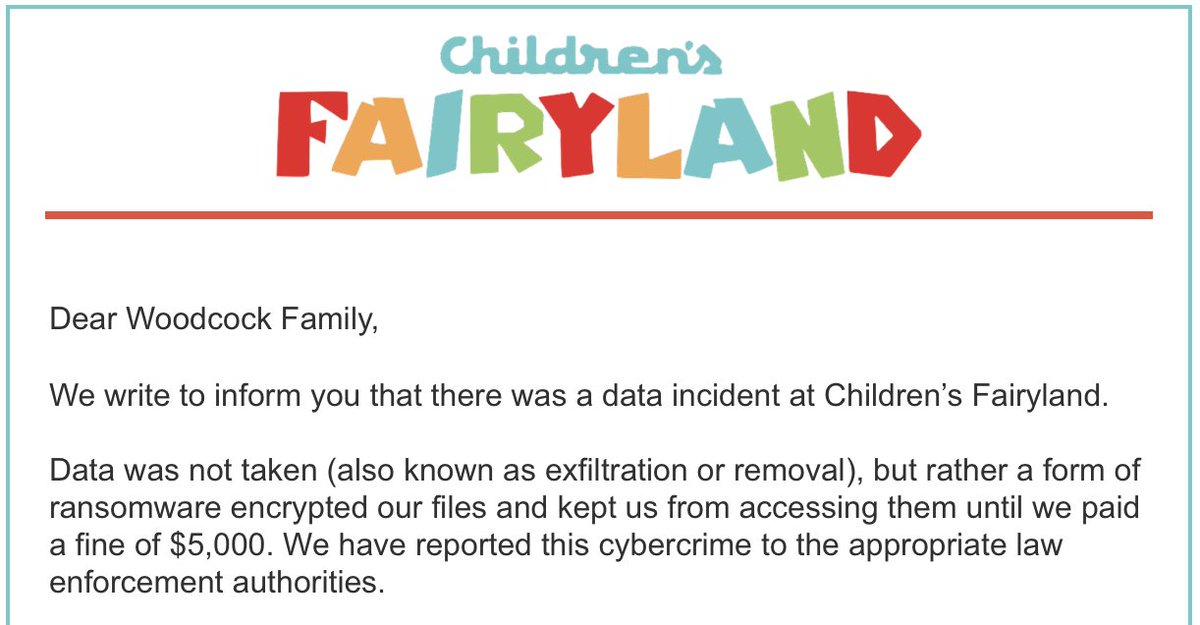 Children's
FAIRYLAND
Dear Woodcock Family,
We write to inform you that there was a data incident at Children’s Fairyland.
Data was not taken (also known as exfiltration or removal), but rather a form of
ransomware encrypted our files and kept us from accessing them until we paid
a fine of $5,000. We have reported this cybercrime to the appropriate law
enforcement authorities.